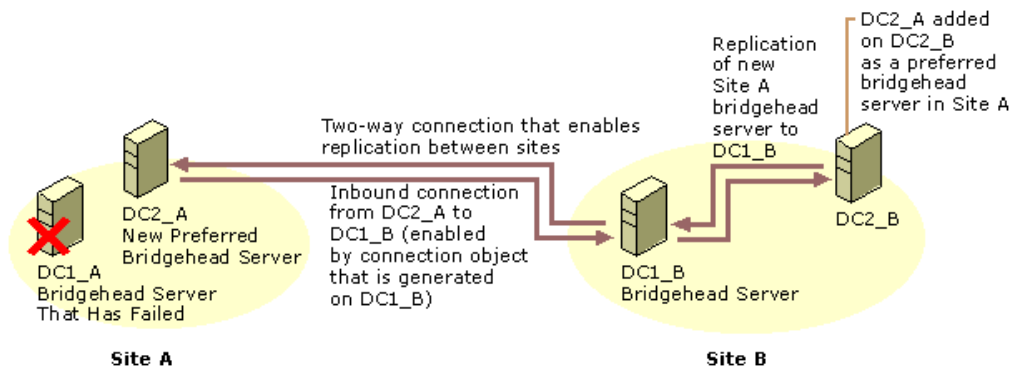 DC2_A added
on DC2_B
as a preferred
bridgehead
server in Site A
Replication
of new
Site A
bridgehead
server to
DC1_B
Two-way connection that enables
replication between sites
Inbound connection
from DC2_A to
DC1_B (enabled
by connection object
that is generated
on DC1_B)
DC2_A
New Preferred
Bridgehead Server
DC1_A
Bridgehead Server
That Has Failed
DC2_B
DC1_B
Bridgehead Server
Site A
Site B